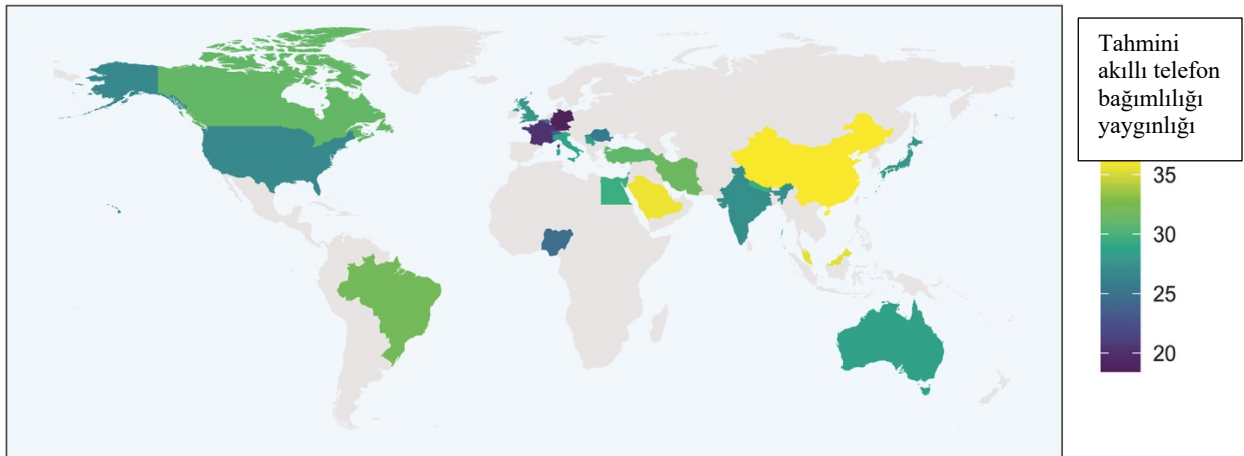 Tahmini
akıllı telefon
bağımlılığı
yaygınlığı
35
30
25
20